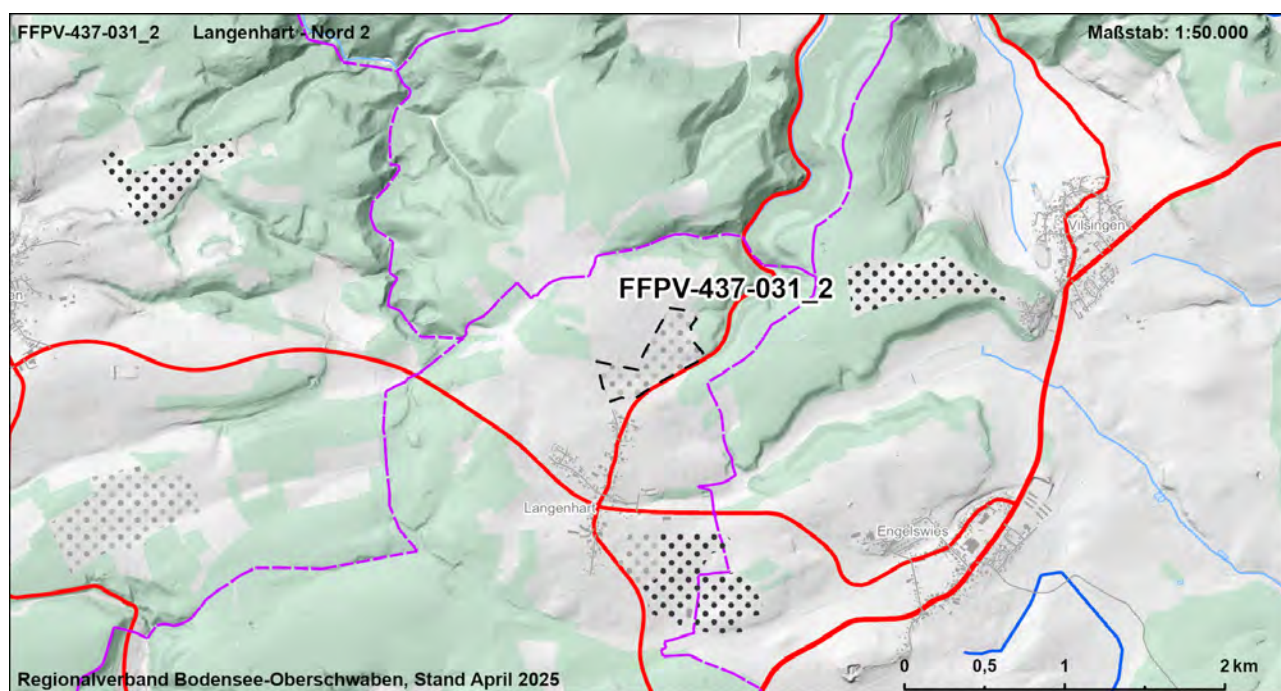 FFPV-437-031_2 Langenhart - Nord 2 Maßstab: 1:50.000
Vilsingen
FFPV-437-031_2
en
Langenhart
Engelswies
0 0,5 1 2 km
Regionalverband Bodensee-Oberschwaben, Stand April 2025